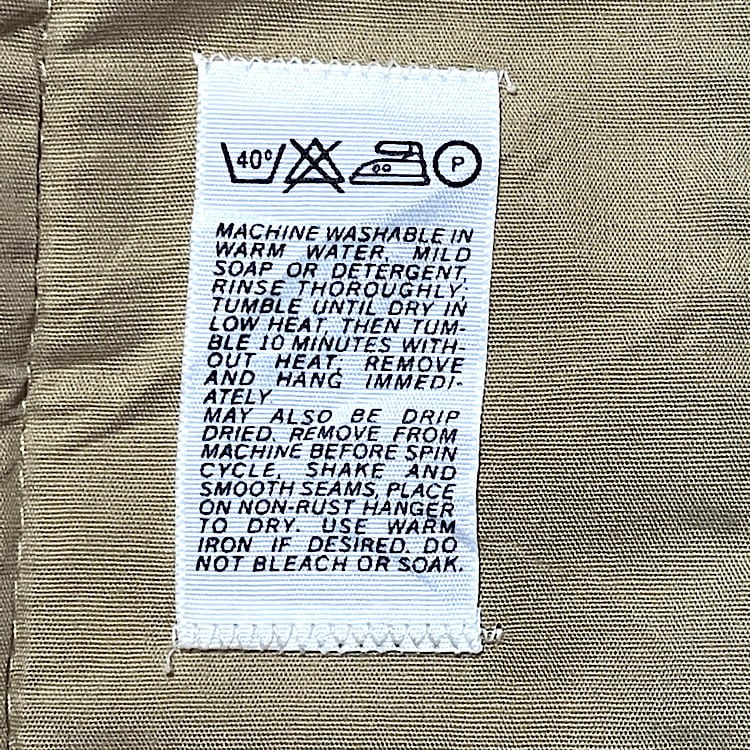 40° P
MACHINE WASHABLE IN
WARM WATER. MILD
SOAP OR DETERGENT.
RINSE THOROUGHLY.
TUMBLE UNTIL DRY IN
LOW HEAT, THEN TUM-
BLE 10 MINUTES WITH-
OUT HEAT. REMOVE
AND HANG IMMEDI-
ATELY
MAY ALSO BE DRIP
DRIED. REMOVE FROM
MACHINE BEFORE SPIN
CYCLE. SHAKE AND
SMOOTH SEAMS, PLACE
ON NON-RUST HANGER
TO DRY. USE WARM
IRON IF DESIRED. DO
NOT BLEACH OR SOAK.